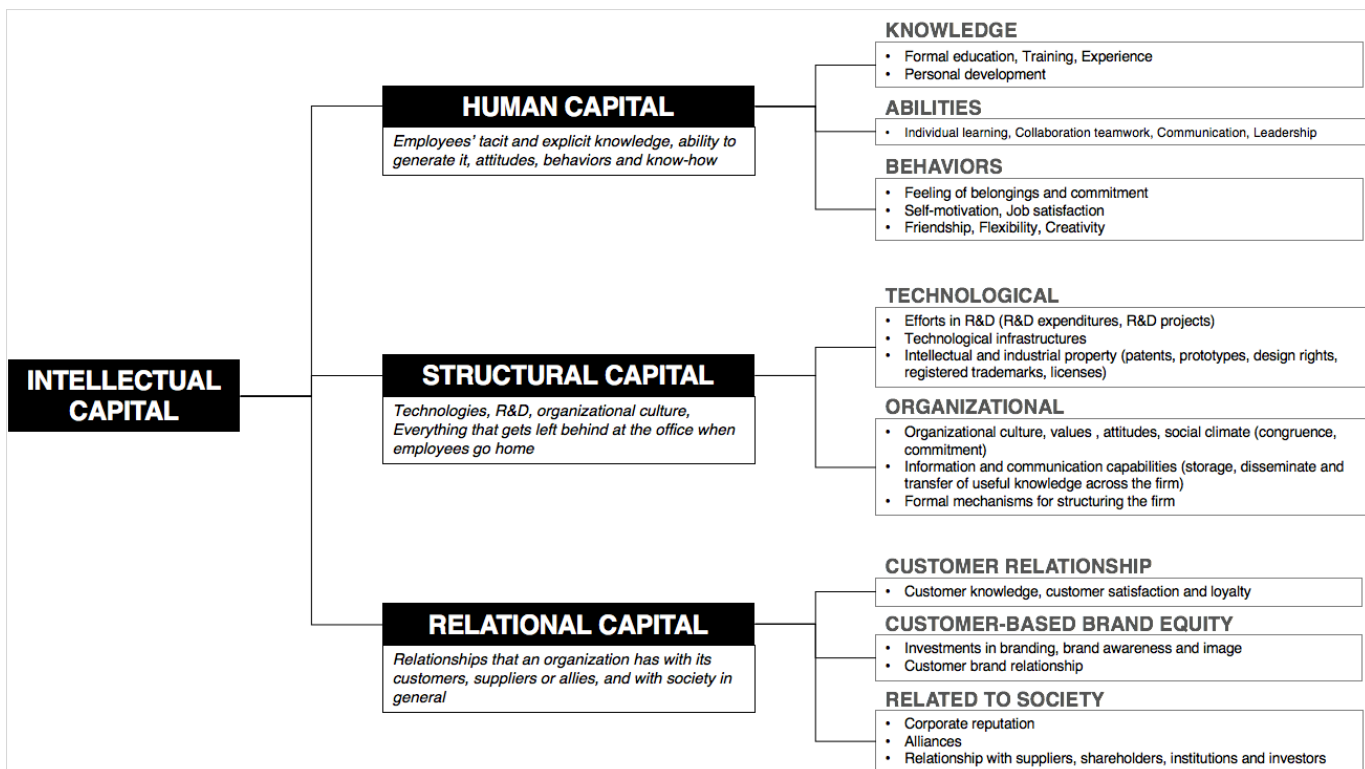 INTELLECTUAL
CAPITAL
HUMAN CAPITAL
Employees' tacit and explicit knowledge, ability to
generate it, attitudes, behaviors and know-how
KNOWLEDGE
• Formal education, Training, Experience
• Personal development
ABILITIES
• Individual learning, Collaboration teamwork, Communication, Leadership
BEHAVIORS
• Feeling of belongings and commitment
• Self-motivation, Job satisfaction
• Friendship, Flexibility, Creativity
STRUCTURAL CAPITAL
Technologies, R&D, organizational culture,
Everything that gets left behind at the office when
employees go home
TECHNOLOGICAL
• Efforts in R&D (R&D expenditures, R&D projects)
• Technological infrastructures
• Intellectual and industrial property (patents, prototypes, design rights,
registered trademarks, licenses)
ORGANIZATIONAL
• Organizational culture, values , attitudes, social climate (congruence,
commitment)
• Information and communication capabilities (storage, disseminate and
transfer of useful knowledge across the firm)
• Formal mechanisms for structuring the firm
RELATIONAL CAPITAL
Relationships that an organization has with its
customers, suppliers or allies, and with society in
general
CUSTOMER RELATIONSHIP
• Customer knowledge, customer satisfaction and loyalty
CUSTOMER-BASED BRAND EQUITY
• Investments in branding, brand awareness and image
• Customer brand relationship
RELATED TO SOCIETY
• Corporate reputation
• Alliances
• Relationship with suppliers, shareholders, institutions and investors